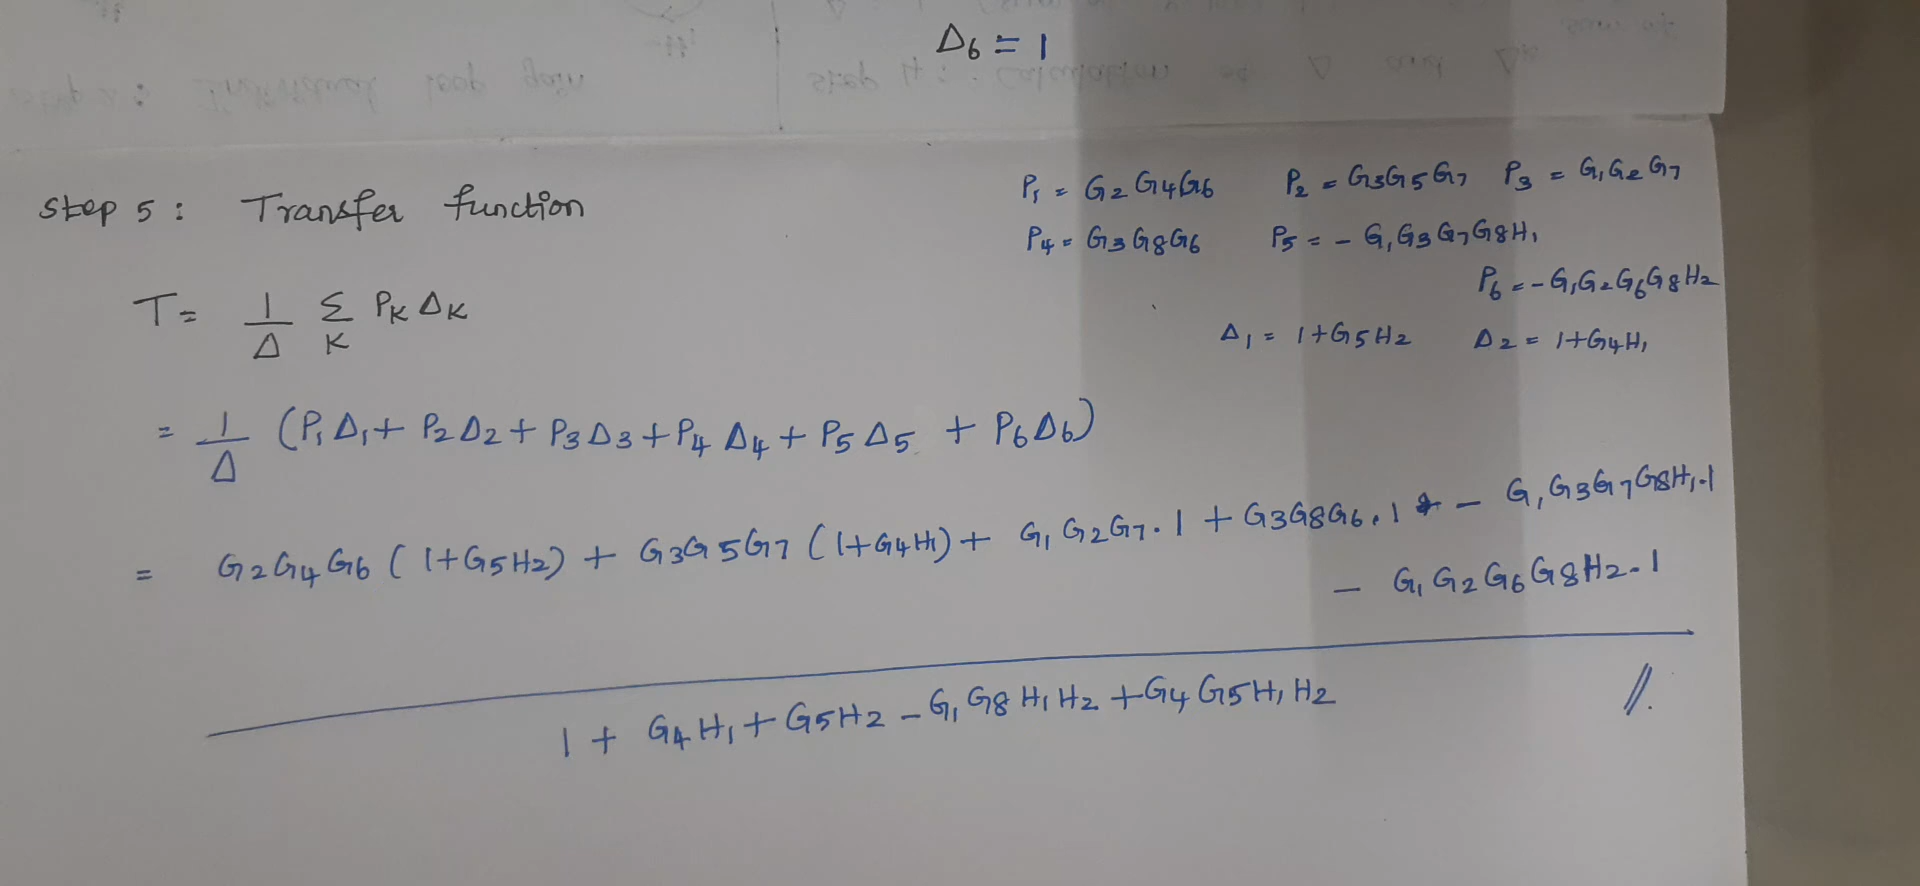 Δ6 = 1
Step 5 : Transfer function
P1 = G2 G4G6 P2 = G3G5G7 P3 = G1G2G7
P4 = G3G8G6 P5 = - G1G3G7G8H1
P6 = - G1G2G6G8H2
T = 1/Δ Σ K PK ΔK
Δ1 = 1+G5H2 Δ2 = 1+G4H1
= 1/Δ (P1Δ1 + P2Δ2 + P3Δ3 + P4Δ4 + P5Δ5 + P6Δ6)
= G2G4G6 (1+G5H2) + G3G5G7 (1+G4H1) + G1G2G7.1 + G3G8G6.1 - G1G3G7G8H1.1
- G1G2G6G8H2.1
1 + G4H1 + G5H2 - G1G8H1H2 + G4G5H1H2 //.